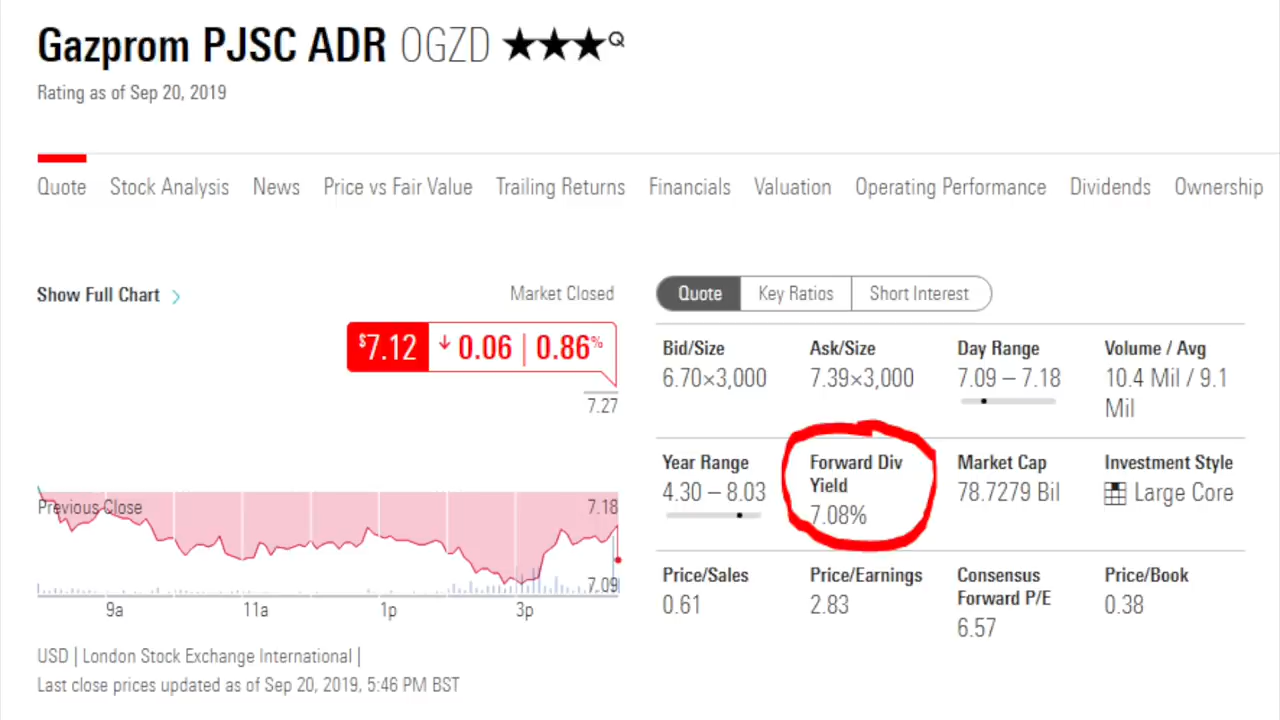 Gazprom PJSC ADR OGZD ★★★Q
Rating as of Sep 20, 2019
Quote Stock Analysis News Price vs Fair Value Trailing Returns Financials Valuation Operating Performance Dividends Ownership
Show Full Chart
Market Closed
$7.12 ↓ 0.06 | 0.86%
7.27
Previous Close
7.18
7.09
9a 11a 1p 3p
USD | London Stock Exchange International |
Last close prices updated as of Sep 20, 2019, 5:46 PM BST
Quote Key Ratios Short Interest
Bid/Size Ask/Size Day Range Volume / Avg
6.70×3,000 7.39×3,000 7.09 – 7.18 10.4 Mil / 9.1
Mil
Year Range Forward Div Market Cap Investment Style
Yield
4.30 – 8.03 78.7279 Bil Large Core
7.08%
Price/Sales Price/Earnings Consensus Price/Book
Forward P/E
0.61 2.83 0.38
6.57